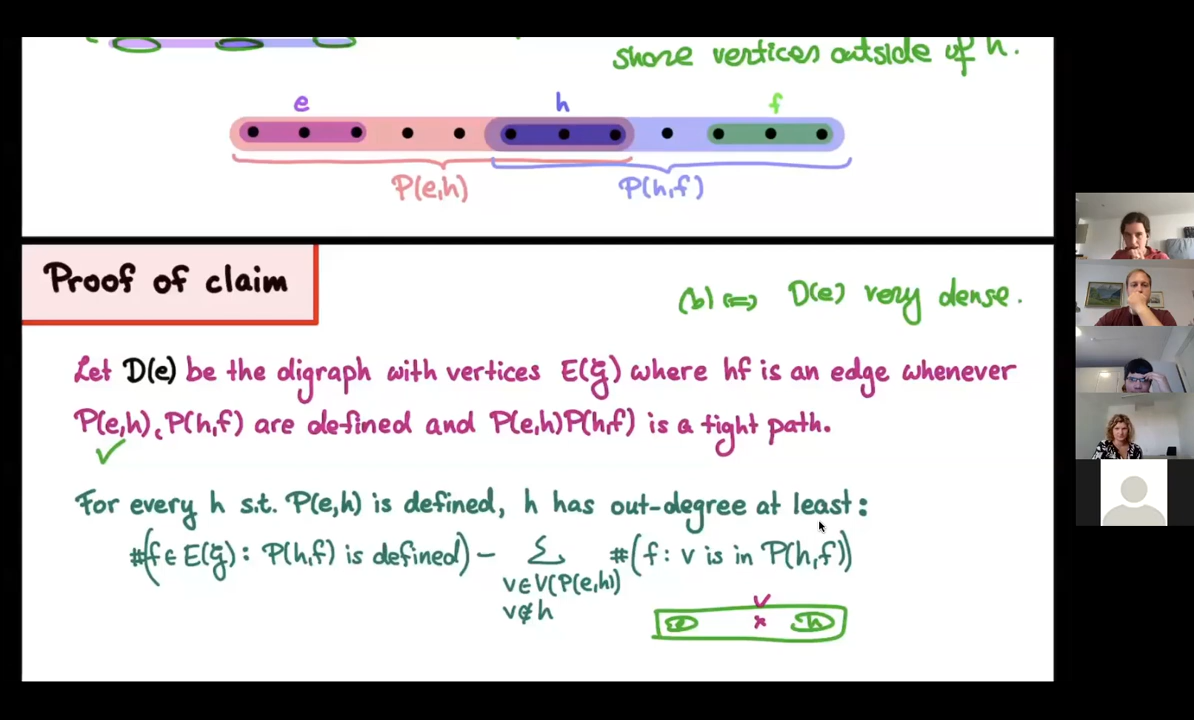 share vertices outside of h.
e h f
P(e,h) P(h,f)
Proof of claim
(b) ⟺ D(e) very dense.
Let D(e) be the digraph with vertices E(G) where hf is an edge whenever
P(e,h), P(h,f) are defined and P(e,h)P(h,f) is a tight path.
For every h s.t. P(e,h) is defined, h has out-degree at least:
#(f ∈ E(G): P(h,f) is defined) - Σ #(f: v is in P(h,f))
v∈V(P(e,h))
v∉h
v
e x h